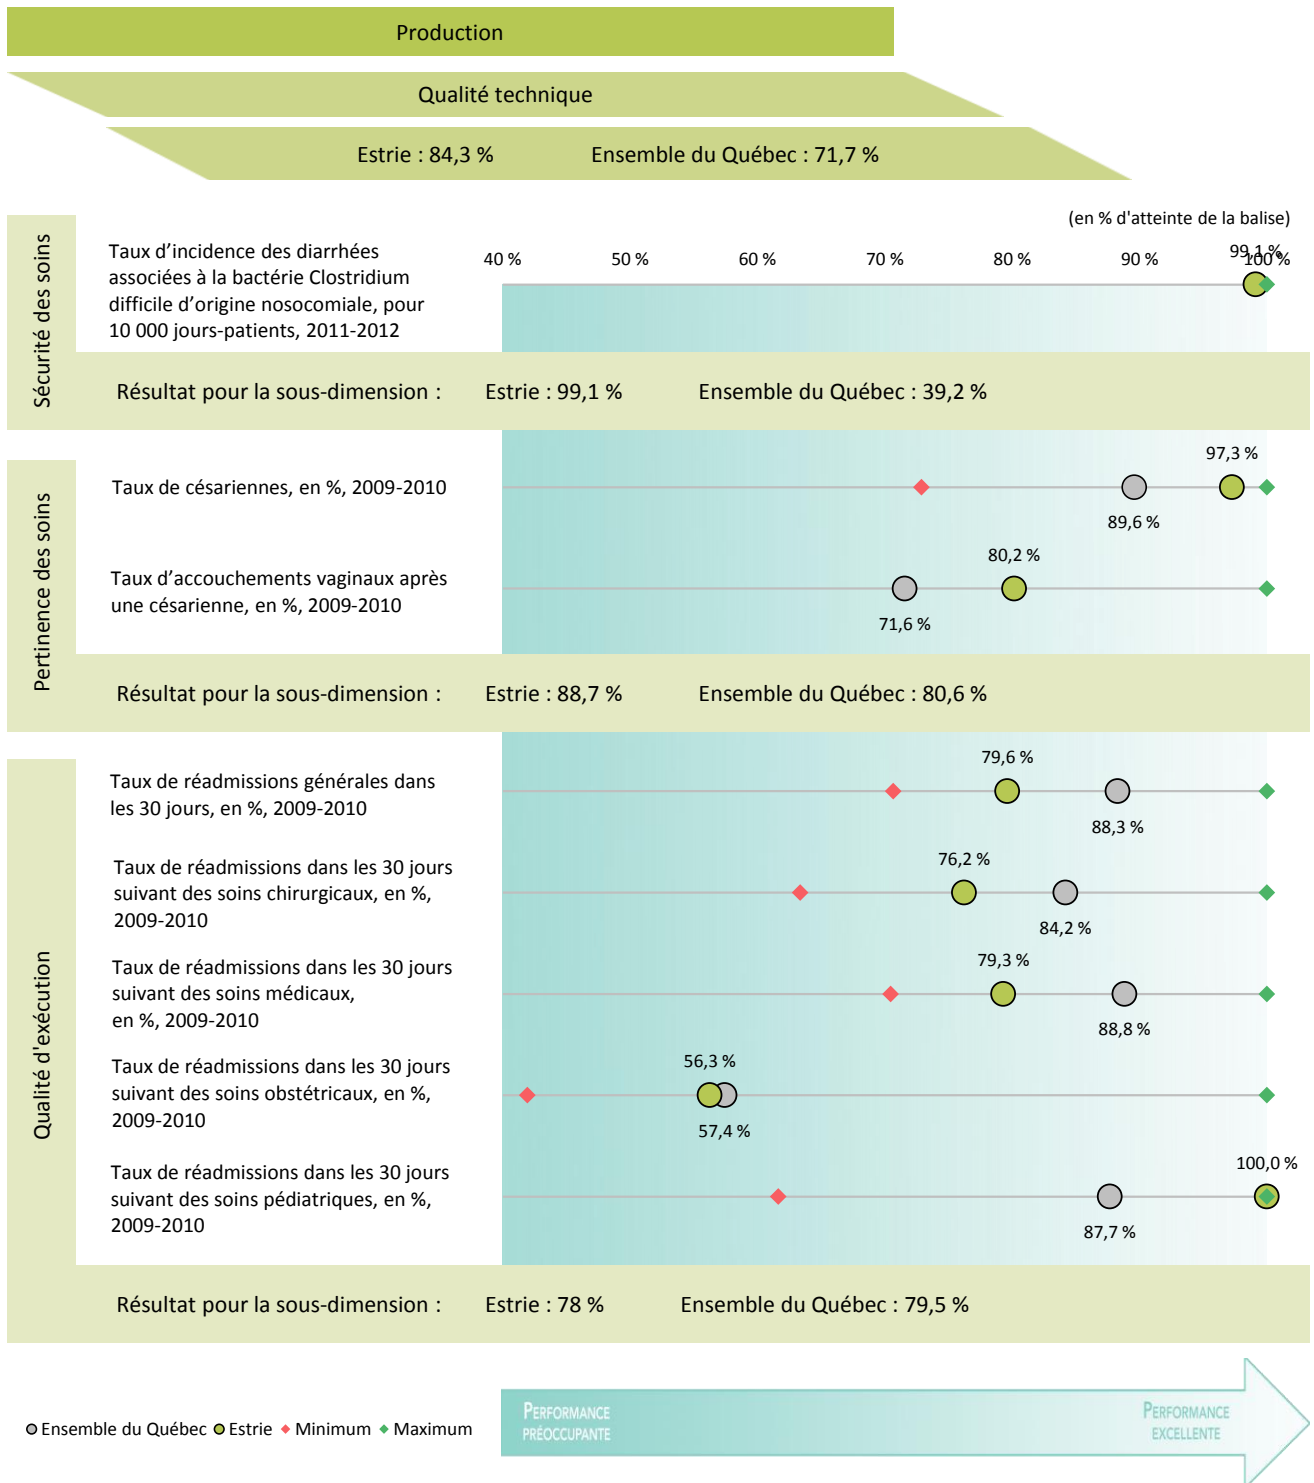 Production
Qualité technique
Estrie : 84,3 % Ensemble du Québec : 71,7 %
(en % d'atteinte de la balise)
Sécurité des soins
40 % 50 % 60 % 70 % 80 % 90 % 100 %
99,1 %
Taux d’incidence des diarrhées
associées à la bactérie Clostridium
difficile d’origine nosocomiale, pour
10 000 jours-patients, 2011-2012
Résultat pour la sous-dimension : Estrie : 99,1 % Ensemble du Québec : 39,2 %
Pertinence des soins
97,3 %
Taux de césariennes, en %, 2009-2010
89,6 %
80,2 %
Taux d’accouchements vaginaux après
une césarienne, en %, 2009-2010
71,6 %
Résultat pour la sous-dimension : Estrie : 88,7 % Ensemble du Québec : 80,6 %
Qualité d'exécution
79,6 %
Taux de réadmissions générales dans
les 30 jours, en %, 2009-2010
88,3 %
76,2 %
Taux de réadmissions dans les 30 jours
suivant des soins chirurgicaux, en %,
2009-2010
84,2 %
79,3 %
Taux de réadmissions dans les 30 jours
suivant des soins médicaux,
en %, 2009-2010
88,8 %
56,3 %
Taux de réadmissions dans les 30 jours
suivant des soins obstétricaux, en %,
2009-2010
57,4 %
100,0 %
Taux de réadmissions dans les 30 jours
suivant des soins pédiatriques, en %,
2009-2010
87,7 %
Résultat pour la sous-dimension : Estrie : 78 % Ensemble du Québec : 79,5 %
Ensemble du Québec Estrie Minimum Maximum
PERFORMANCE
PRÉOCCUPANTE
PERFORMANCE
EXCELLENTE